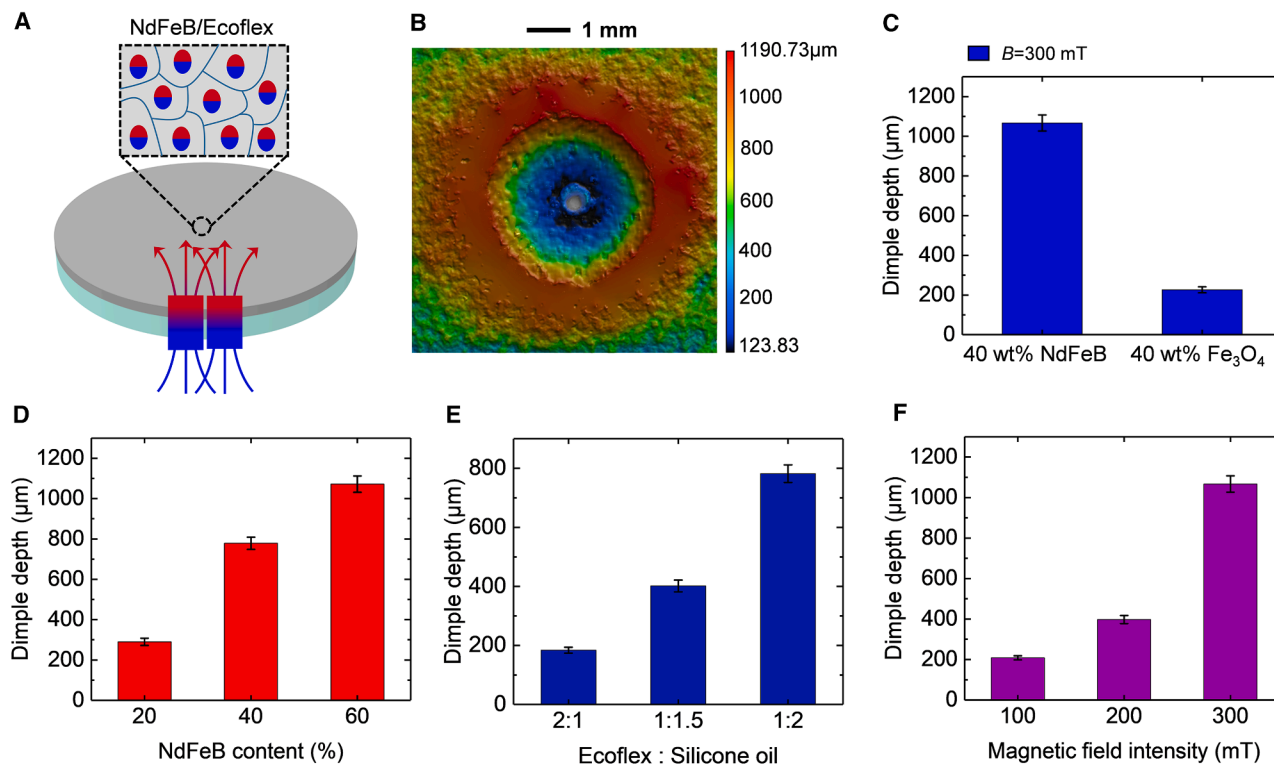 A
NdFeB/Ecoflex
B
1 mm
1190.73μm
1000
800
600
400
200
123.83
C
B=300 mT
Dimple depth (μm)
1200
1000
800
600
400
200
0
40 wt% NdFeB 40 wt% Fe₃O₄
D
Dimple depth (μm)
1200
1000
800
600
400
200
0
20 40 60
NdFeB content (%)
E
Dimple depth (μm)
800
600
400
200
0
2:1 1:1.5 1:2
Ecoflex : Silicone oil
F
Dimple depth (μm)
1200
1000
800
600
400
200
0
100 200 300
Magnetic field intensity (mT)